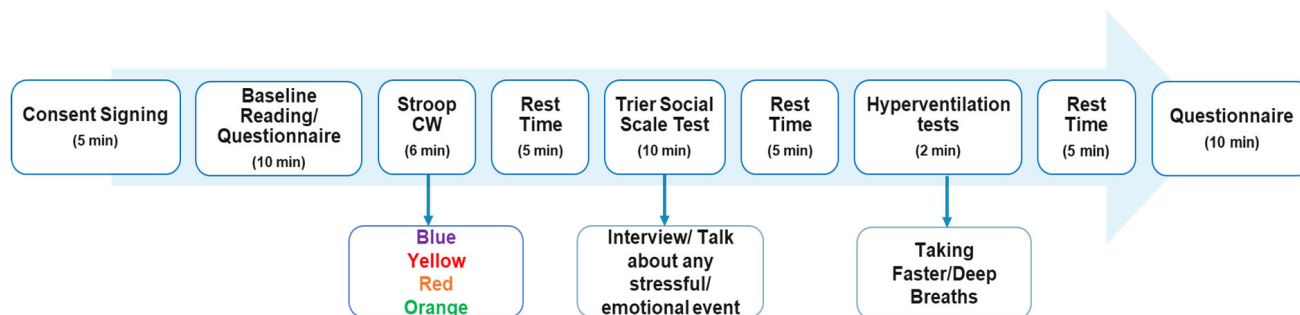 Consent Signing
(5 min)
Baseline
Reading/
Questionnaire
(10 min)
Stroop
CW
(6 min)
Rest
Time
(5 min)
Trier Social
Scale Test
(10 min)
Rest
Time
(5 min)
Hyperventilation
tests
(2 min)
Rest
Time
(5 min)
Questionnaire
(10 min)
Blue
Yellow
Red
Orange
Interview/ Talk
about any
stressful/
emotional event
Taking
Faster/Deep
Breaths